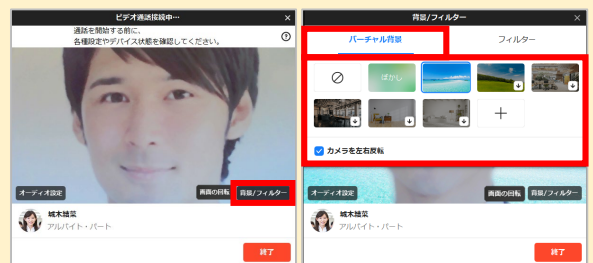 ビデオ通話接続中…
通話を開始する前に、
各種設定やデバイス状態を確認してください。
オーディオ設定
画面の回転
背景/フィルター
城木婧菜
アルバイト・パート
終了
背景/フィルター
バーチャル背景
フィルター
ぼかし
カメラを左右反転
オーディオ設定
画面の回転
背景/フィルター
城木婧菜
アルバイト・パート
終了